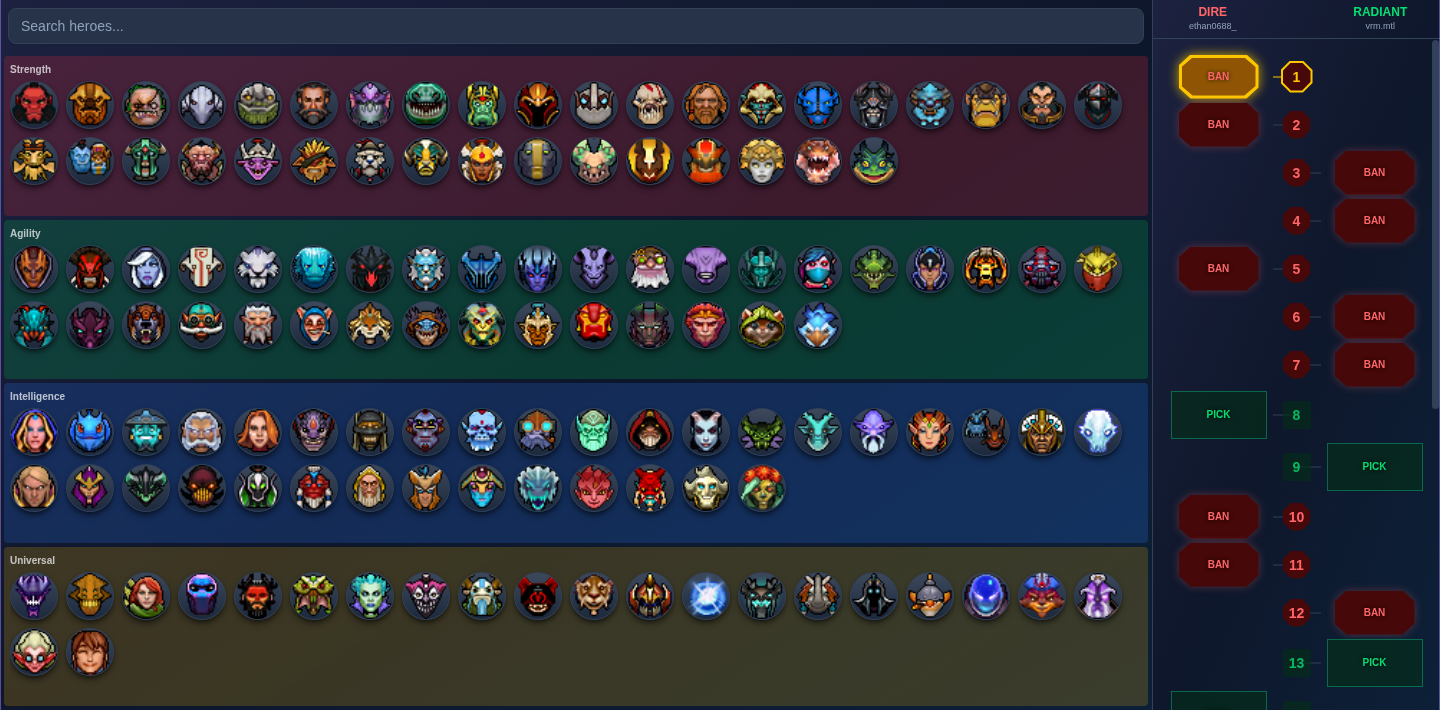 Search heroes...
DIRE
ethan0688_
RADIANT
vrm.mtl
Strength
Agility
Intelligence
Universal
BAN 1
BAN 2
3 BAN
4 BAN
BAN 5
6 BAN
7 BAN
PICK 8
9 PICK
BAN 10
BAN 11
12 BAN
13 PICK